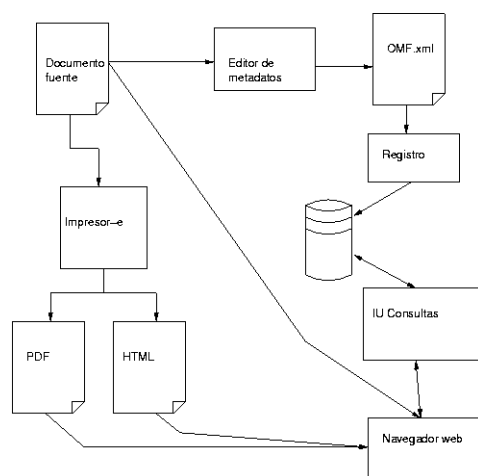 Documento
fuente
Editor de
metadatos
OMF.xml
Registro
Impresor-e
IU Consultas
PDF
HTML
Navegador web